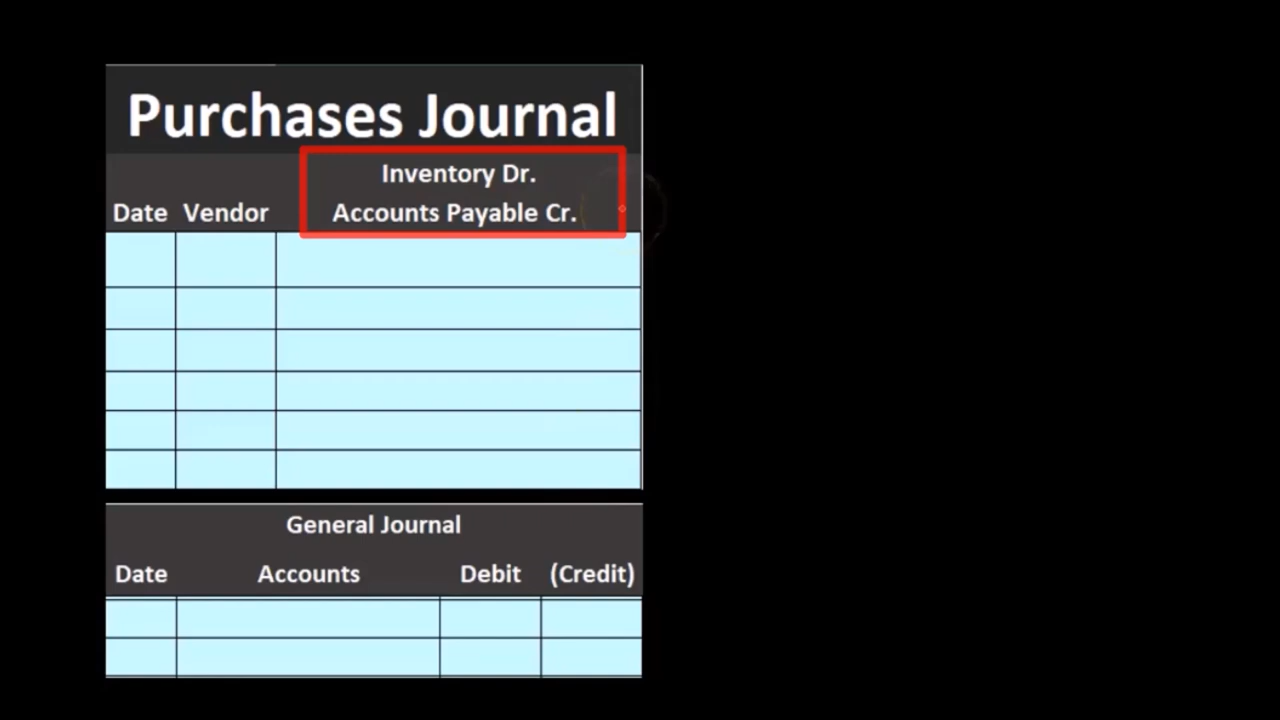 Purchases Journal
Inventory Dr.
Date Vendor Accounts Payable Cr.
General Journal
Date Accounts Debit (Credit)